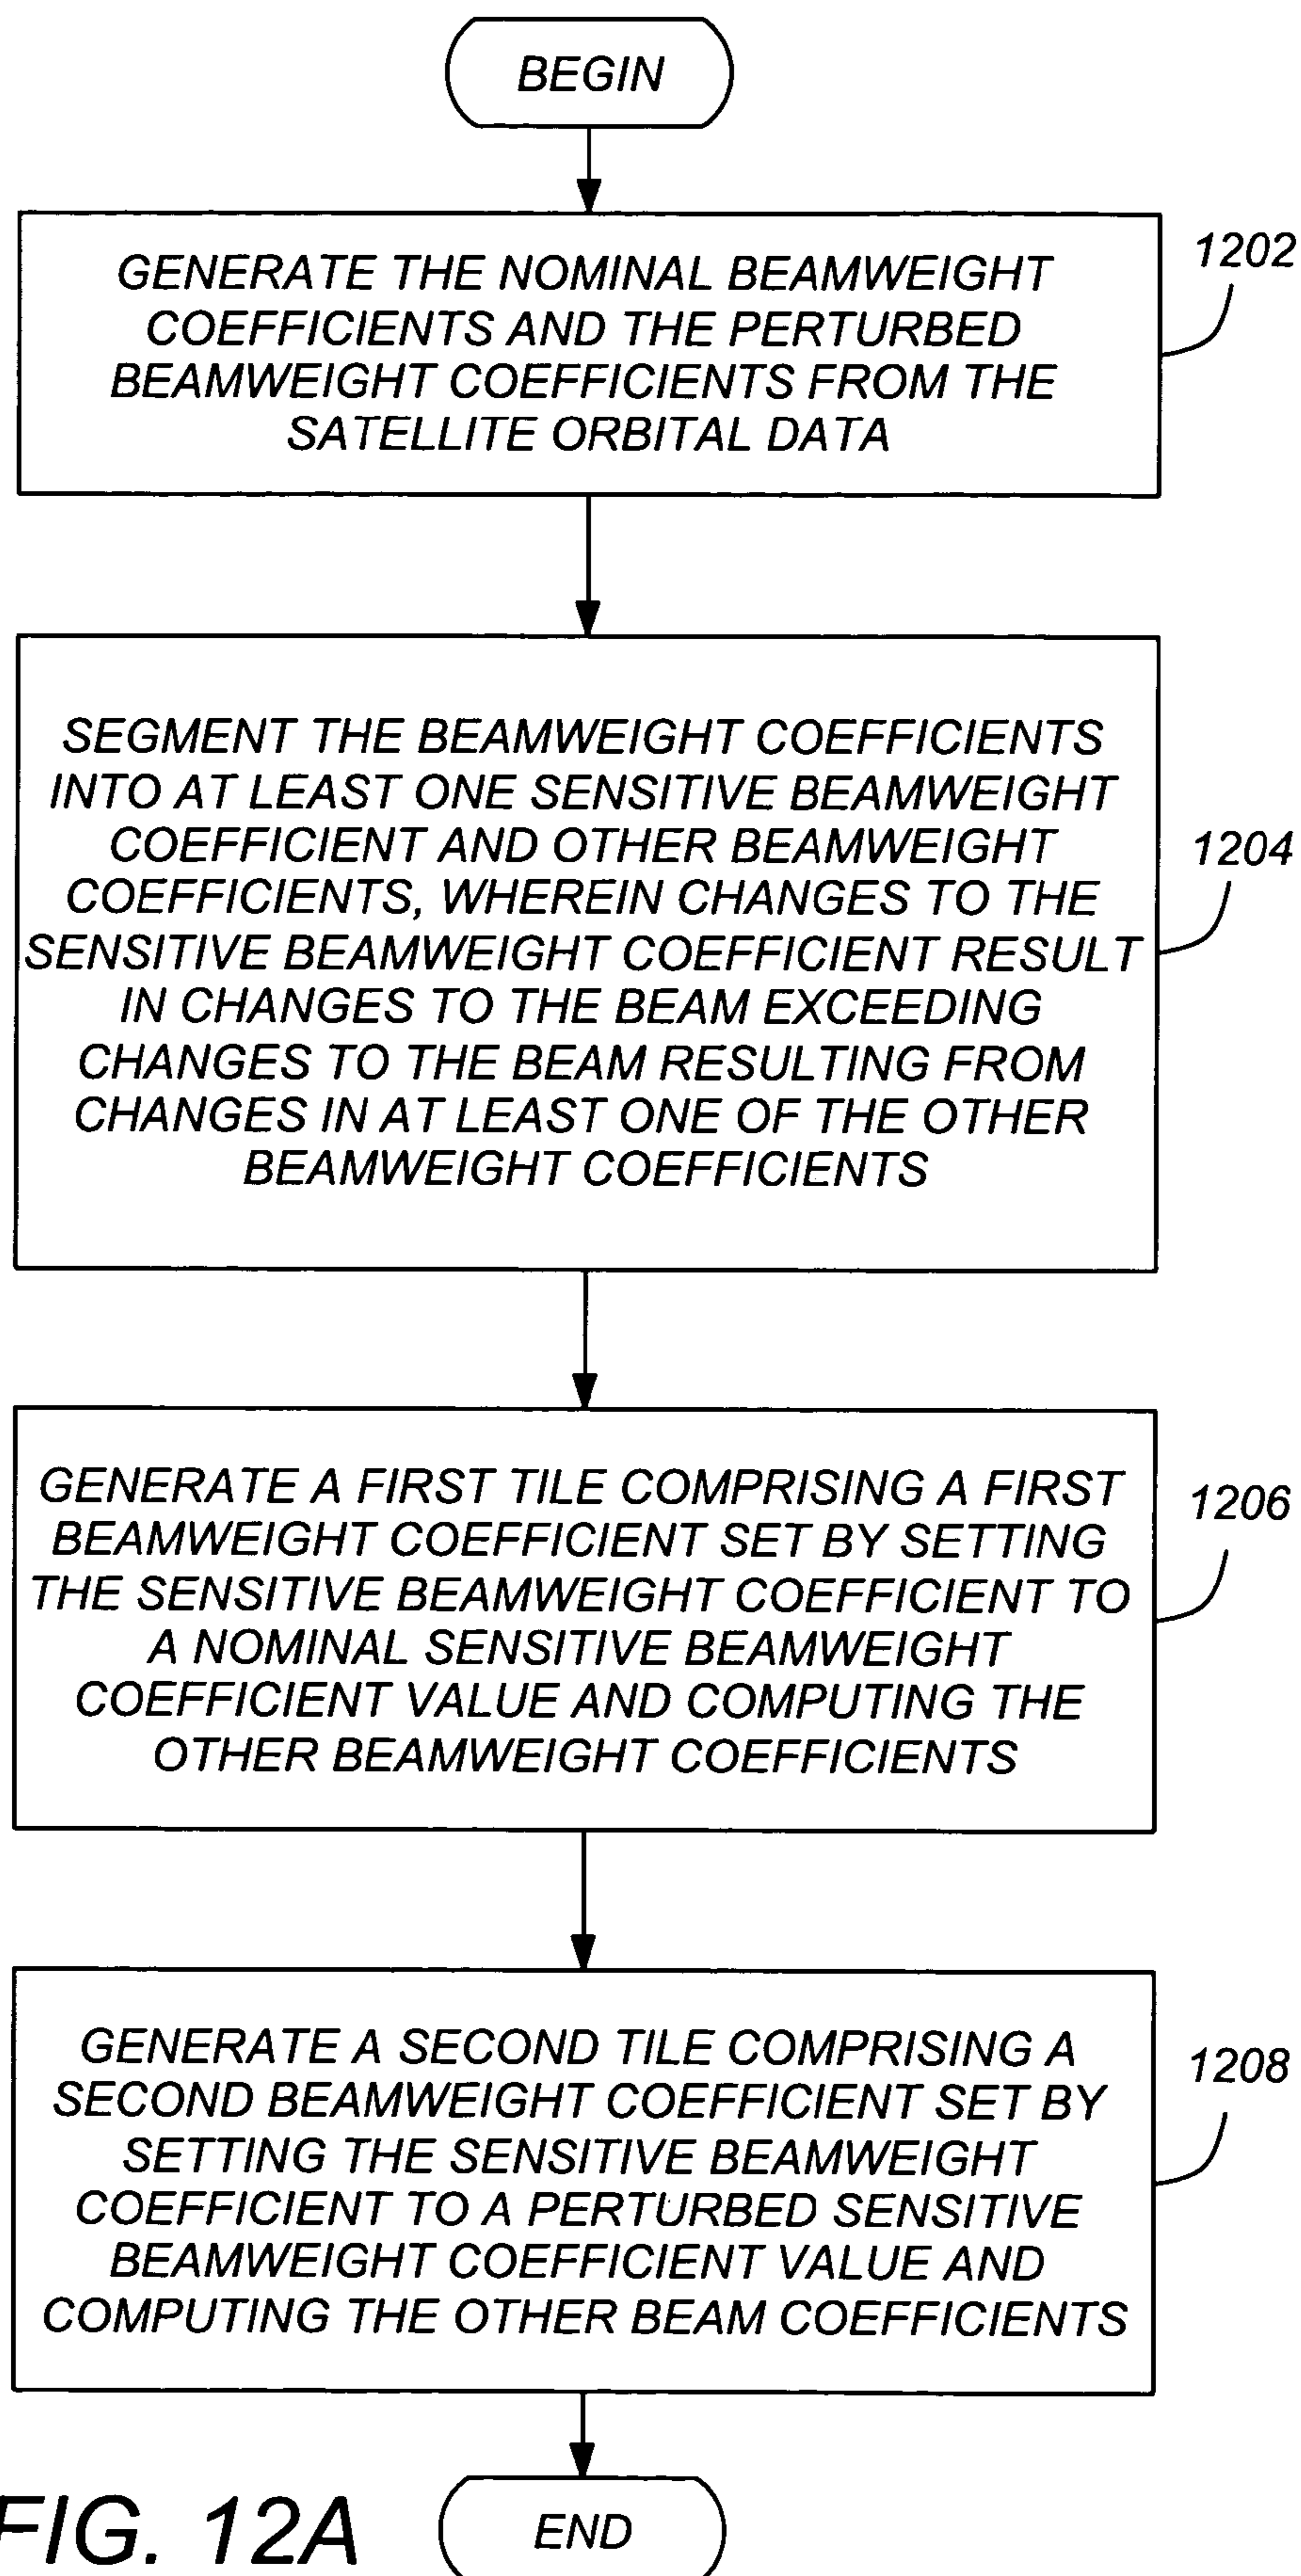 BEGIN
GENERATE THE NOMINAL BEAMWEIGHT
COEFFICIENTS AND THE PERTURBED
BEAMWEIGHT COEFFICIENTS FROM THE
SATELLITE ORBITAL DATA
1202
SEGMENT THE BEAMWEIGHT COEFFICIENTS
INTO AT LEAST ONE SENSITIVE BEAMWEIGHT
COEFFICIENT AND OTHER BEAMWEIGHT
COEFFICIENTS, WHEREIN CHANGES TO THE
SENSITIVE BEAMWEIGHT COEFFICIENT RESULT
IN CHANGES TO THE BEAM EXCEEDING
CHANGES TO THE BEAM RESULTING FROM
CHANGES IN AT LEAST ONE OF THE OTHER
BEAMWEIGHT COEFFICIENTS
1204
GENERATE A FIRST TILE COMPRISING A FIRST
BEAMWEIGHT COEFFICIENT SET BY SETTING
THE SENSITIVE BEAMWEIGHT COEFFICIENT TO
A NOMINAL SENSITIVE BEAMWEIGHT
COEFFICIENT VALUE AND COMPUTING THE
OTHER BEAMWEIGHT COEFFICIENTS
1206
GENERATE A SECOND TILE COMPRISING A
SECOND BEAMWEIGHT COEFFICIENT SET BY
SETTING THE SENSITIVE BEAMWEIGHT
COEFFICIENT TO A PERTURBED SENSITIVE
BEAMWEIGHT COEFFICIENT VALUE AND
COMPUTING THE OTHER BEAM COEFFICIENTS
1208
END
FIG. 12A